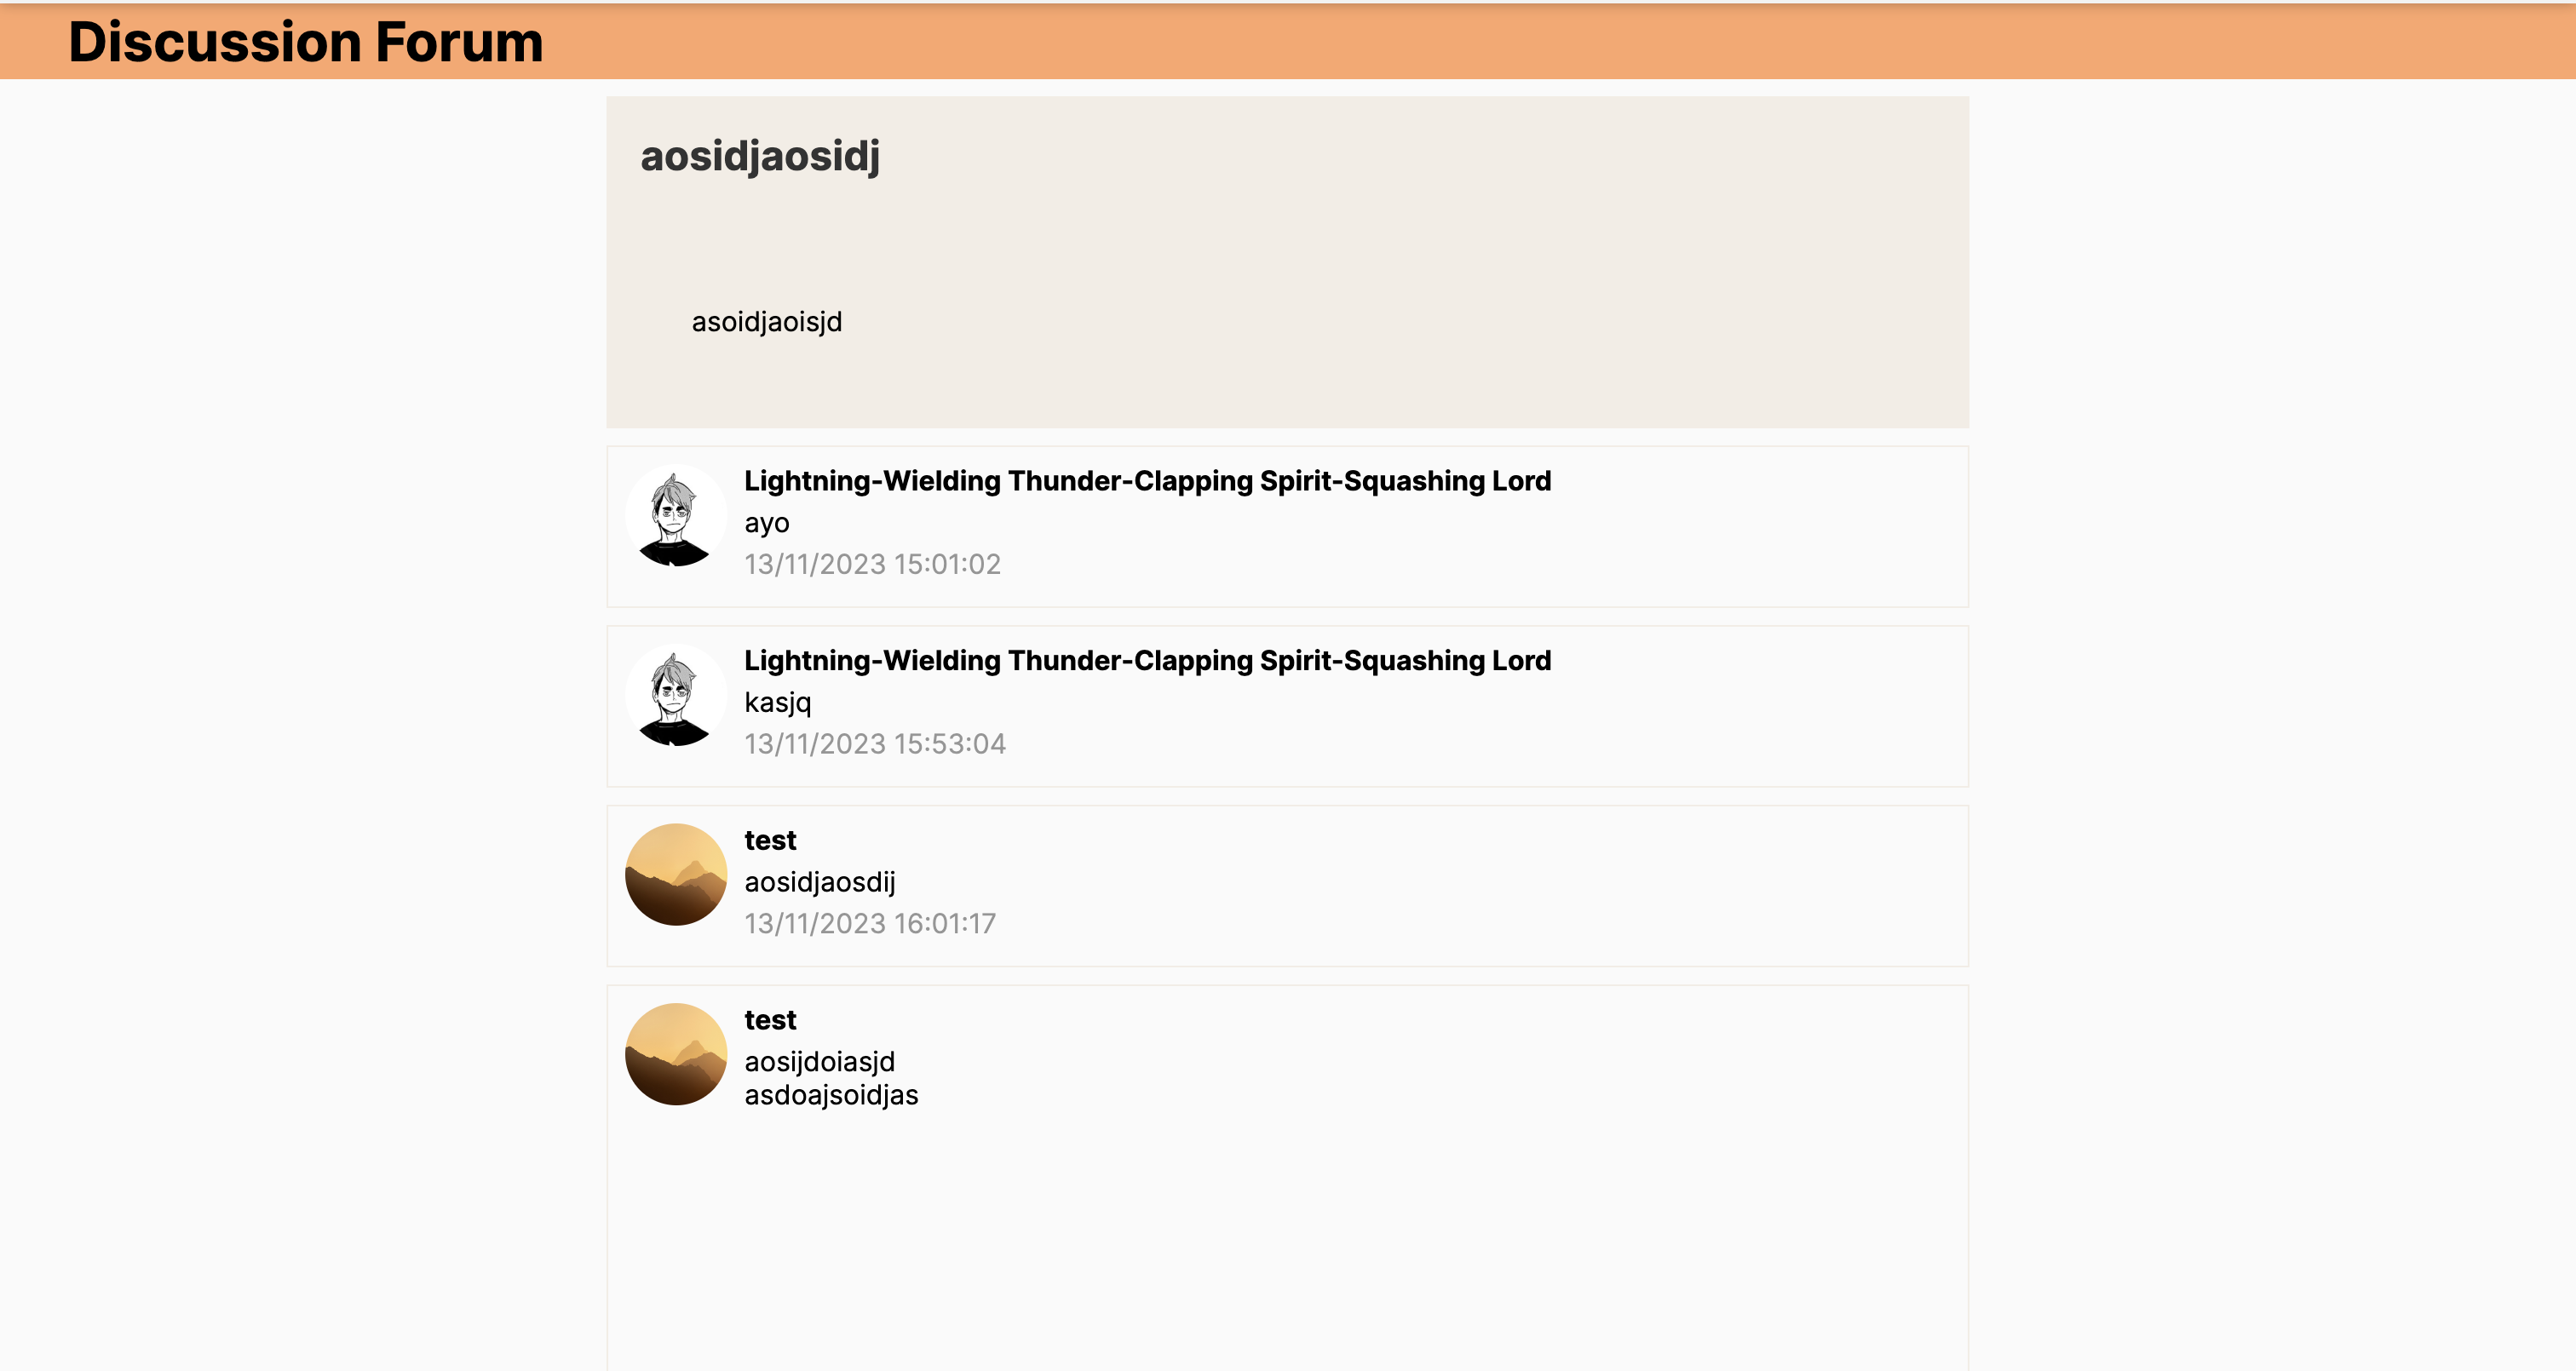 Discussion Forum
aosidjaosidj
asoidjaoisjd
Lightning-Wielding Thunder-Clapping Spirit-Squashing Lord
ayo
13/11/2023 15:01:02
Lightning-Wielding Thunder-Clapping Spirit-Squashing Lord
kasjq
13/11/2023 15:53:04
test
aosidjaosdij
13/11/2023 16:01:17
test
aosijdoiasjd
asdoajsoidjas